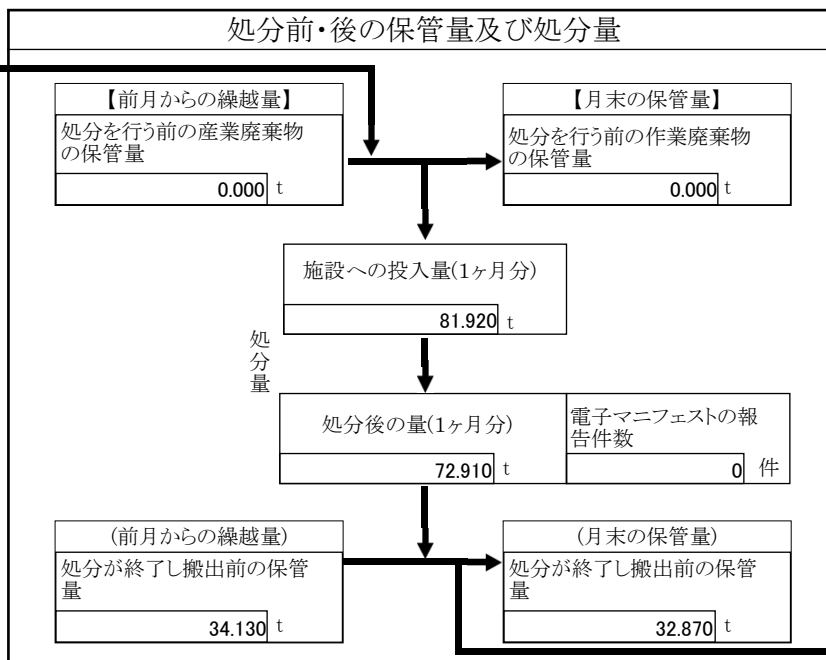 処分前・後の保管量及び処分量
【前月からの繰越量】
処分を行う前の産業廃棄物
の保管量
0.000 t
【月末の保管量】
処分を行う前の作業廃棄物
の保管量
0.000 t
施設への投入量(1ヶ月分)
81.920 t
処分量
処分後の量(1ヶ月分)
72.910 t
電子マニフェストの報
告件数
0 件
(前月からの繰越量)
処分が終了し搬出前の保管
量
34.130 t
(月末の保管量)
処分が終了し搬出前の保管
量
32.870 t